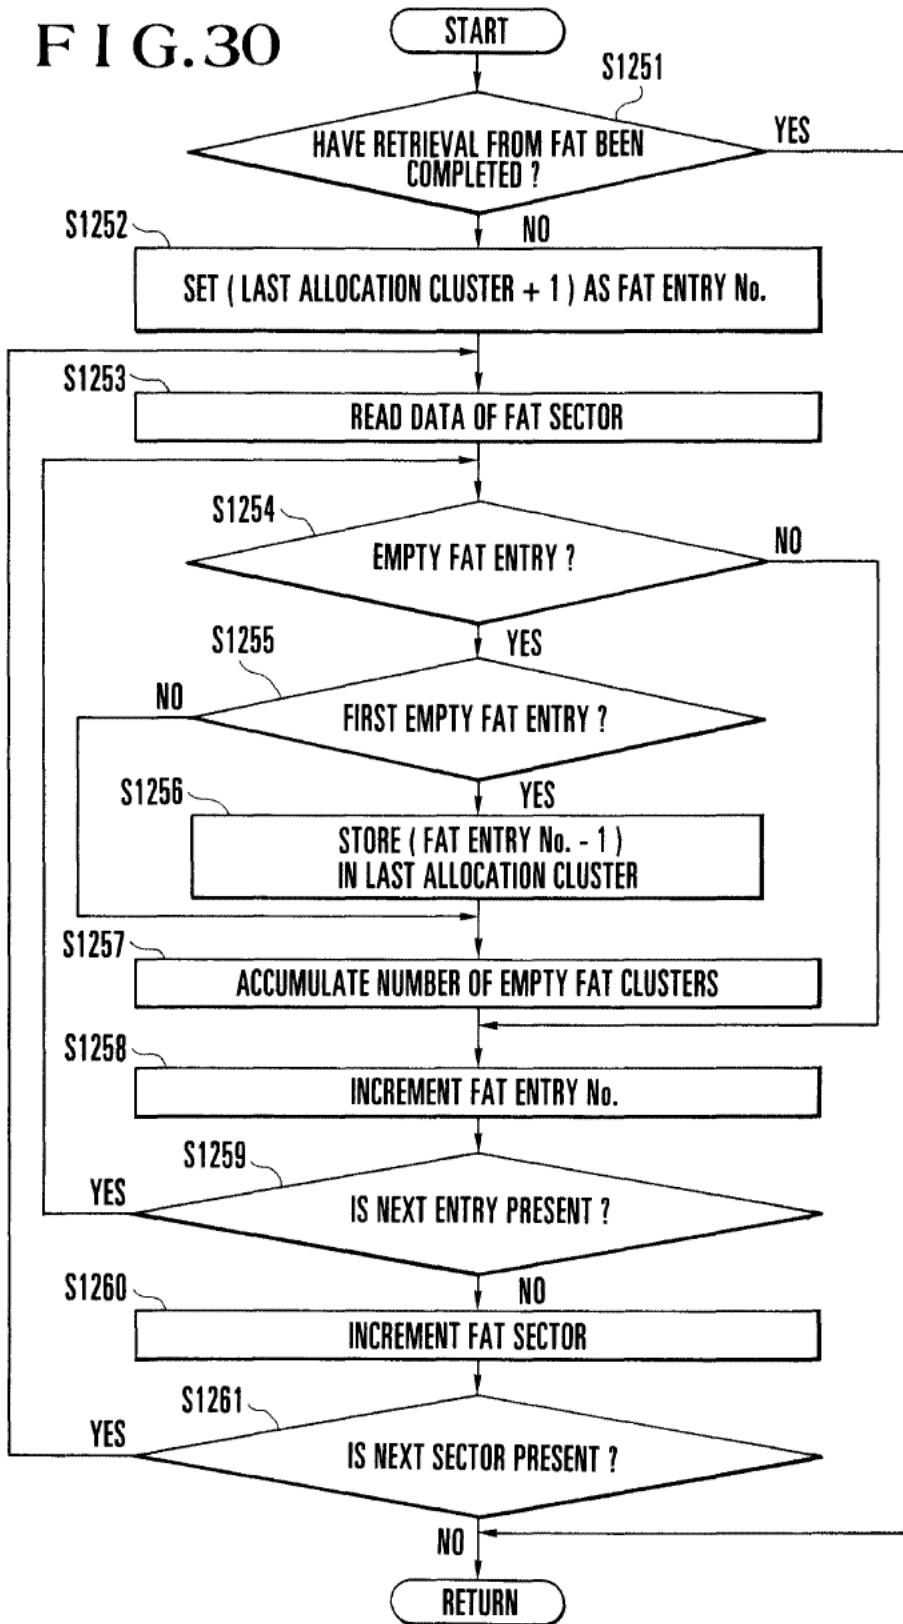 FIG.30
START
S1251
HAVE RETRIEVAL FROM FAT BEEN
COMPLETED ?
YES
NO
S1252
SET ( LAST ALLOCATION CLUSTER + 1 ) AS FAT ENTRY No.
S1253
READ DATA OF FAT SECTOR
S1254
EMPTY FAT ENTRY ?
NO
YES
S1255
NO
FIRST EMPTY FAT ENTRY ?
YES
S1256
STORE ( FAT ENTRY No. - 1 )
IN LAST ALLOCATION CLUSTER
S1257
ACCUMULATE NUMBER OF EMPTY FAT CLUSTERS
S1258
INCREMENT FAT ENTRY No.
S1259
YES
IS NEXT ENTRY PRESENT ?
NO
S1260
INCREMENT FAT SECTOR
S1261
YES
IS NEXT SECTOR PRESENT ?
NO
RETURN